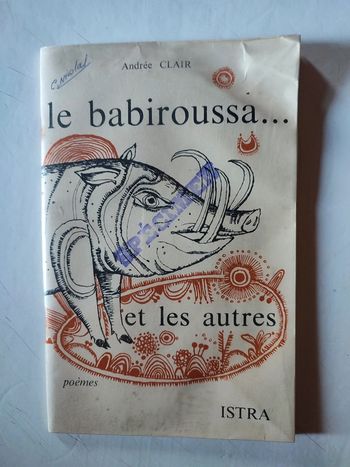 Andrée CLAIR
le babiroussa...
SPECIMEN
et les autres
poèmes
ISTRA